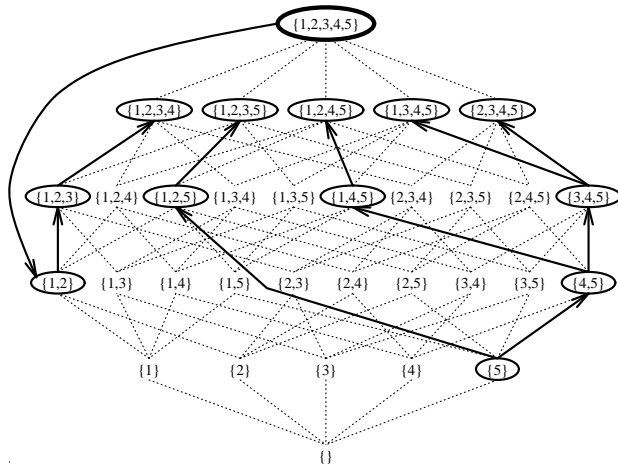 {1,2,3,4,5}
{1,2,3,4} {1,2,3,5} {1,2,4,5} {1,3,4,5} {2,3,4,5}
{1,2,3} {1,2,4} {1,2,5} {1,3,4} {1,3,5} {1,4,5} {2,3,4} {2,3,5} {2,4,5} {3,4,5}
{1,2} {1,3} {1,4} {1,5} {2,3} {2,4} {2,5} {3,4} {3,5} {4,5}
{1} {2} {3} {4} {5}
{}